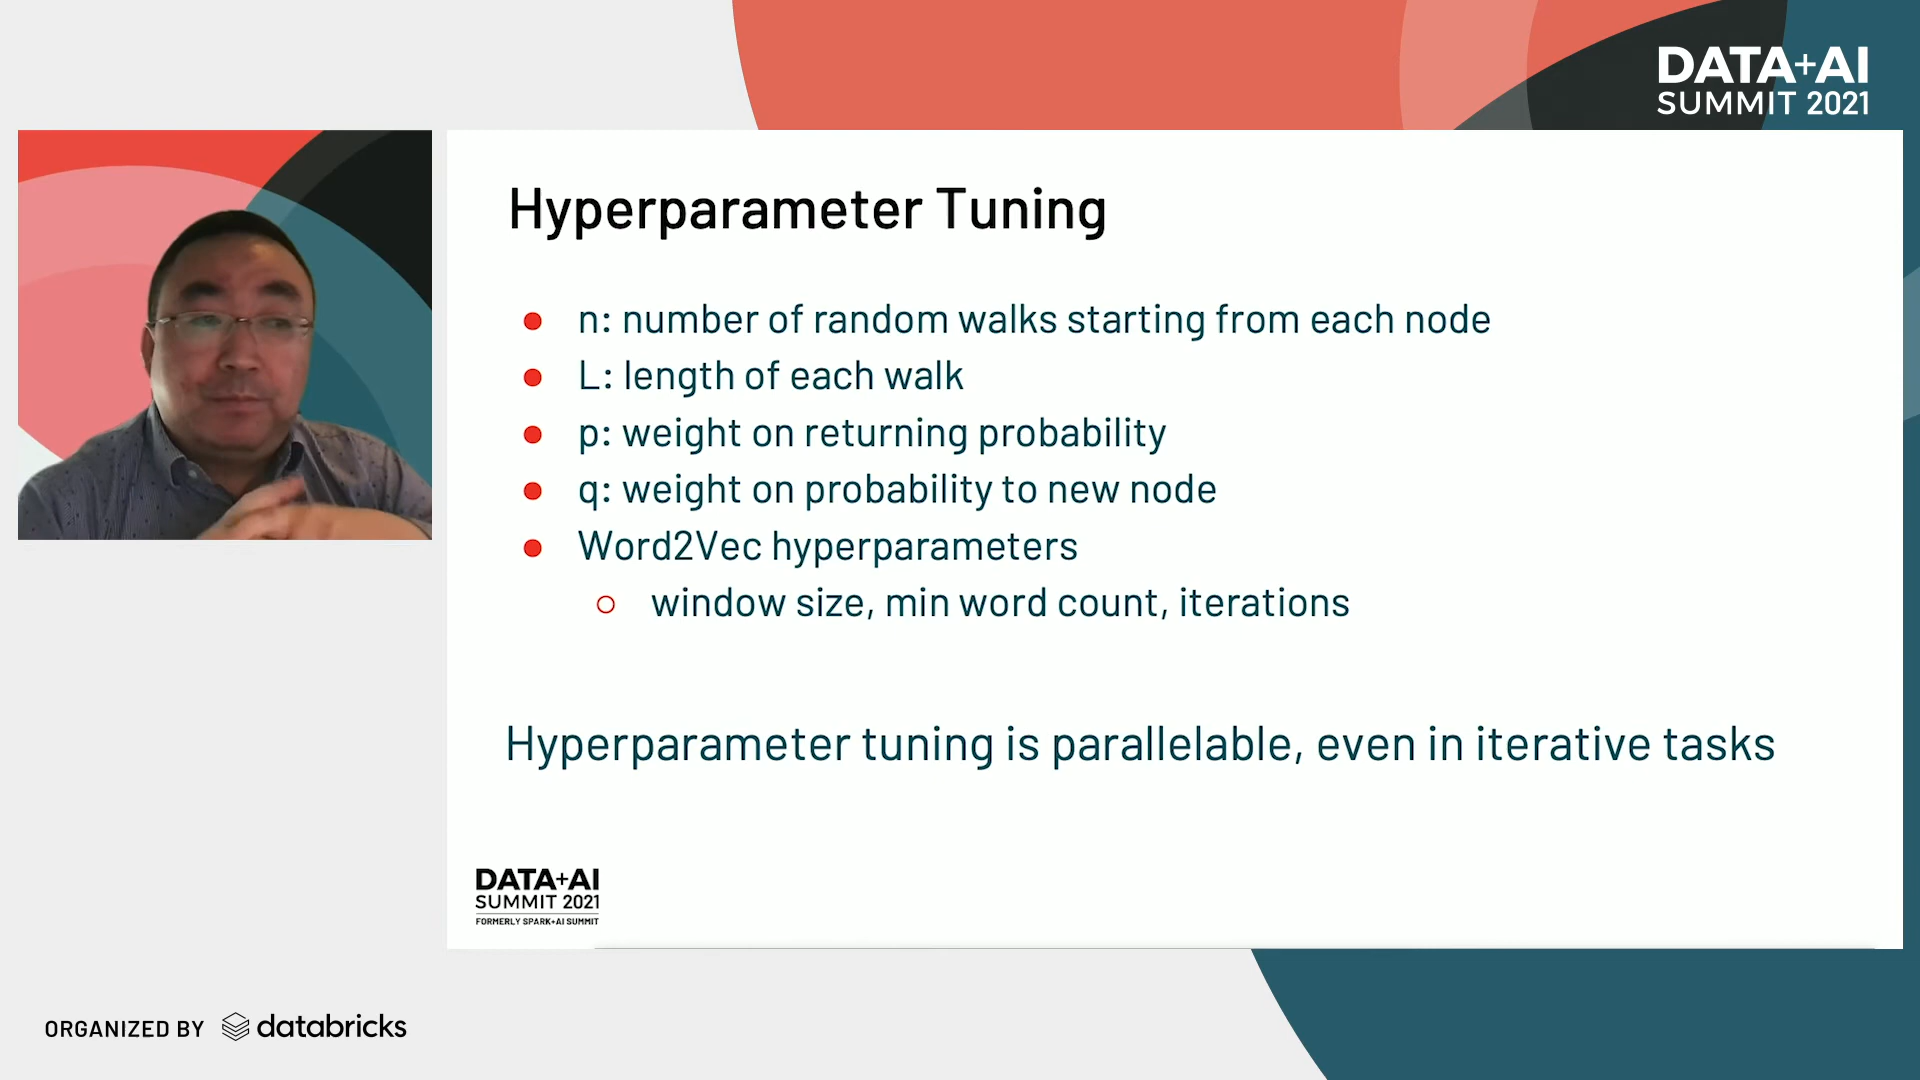 DATA+AI
SUMMIT 2021
Hyperparameter Tuning
n: number of random walks starting from each node
L: length of each walk
p: weight on returning probability
q: weight on probability to new node
Word2Vec hyperparameters
window size, min word count, iterations
Hyperparameter tuning is parallelable, even in iterative tasks
DATA+AI
SUMMIT 2021
FORMERLY SPARK+AI SUMMIT
ORGANIZED BY databricks